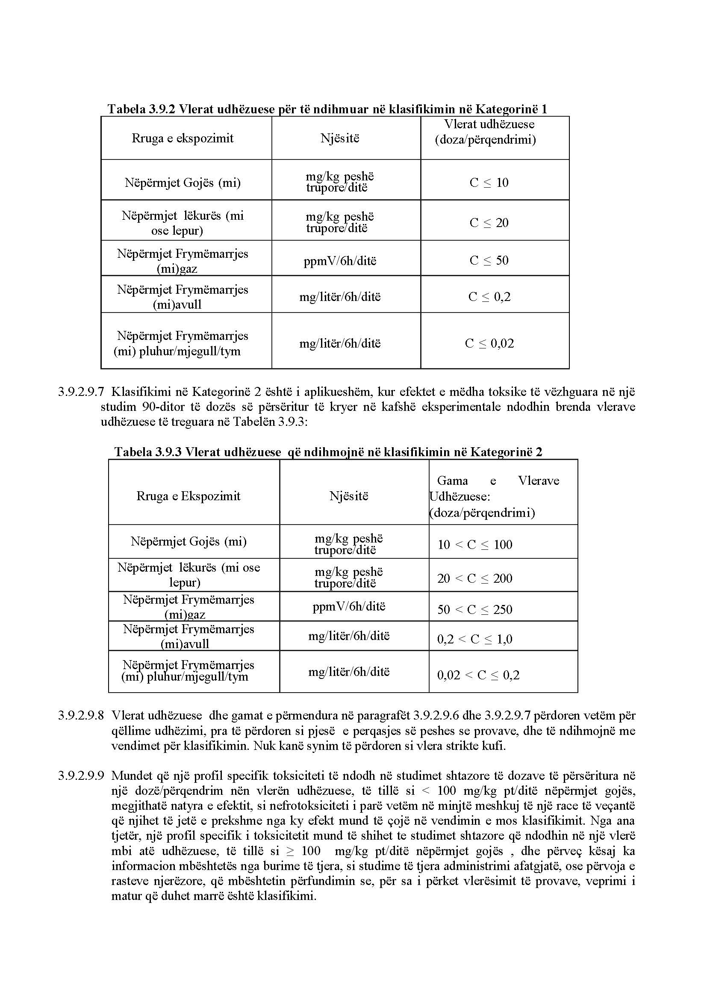 Tabela 3.9.2 Vlerat udhëzuese për të ndihmuar në klasifikimin në Kategorinë 1
Rruga e ekspozimit
Njësitë
Vlerat udhëzuese
(doza/përqendrimi)
Nëpërmjet Gojës (mi)
mg/kg peshë
trupore/ditë
C ≤ 10
Nëpërmjet lëkurës (mi
ose lepur)
mg/kg peshë
trupore/ditë
C ≤ 20
Nëpërmjet Frymëmarrjes
(mi)gaz
ppmV/6h/ditë
C ≤ 50
Nëpërmjet Frymëmarrjes
(mi)avull
mg/litër/6h/ditë
C ≤ 0,2
Nëpërmjet Frymëmarrjes
(mi) pluhur/mjegull/tym
mg/litër/6h/ditë
C ≤ 0,02
3.9.2.9.7 Klasifikimi në Kategorinë 2 është i aplikueshëm, kur efektet e mëdha toksike të vëzhguara në një
studim 90-ditor të dozës së përsëritur të kryer në kafshë eksperimentale ndodhin brenda vlerave
udhëzuese të treguara në Tabelën 3.9.3:
Tabela 3.9.3 Vlerat udhëzuese që ndihmojnë në klasifikimin në Kategorinë 2
Rruga e Ekspozimit
Njësitë
Gama e Vlerave
Udhëzuese:
(doza/përqendrimi)
Nëpërmjet Gojës (mi)
mg/kg peshë
trupore/ditë
10 < C ≤ 100
Nëpërmjet lëkurës (mi ose
lepur)
mg/kg peshë
trupore/ditë
20 < C ≤ 200
Nëpërmjet Frymëmarrjes
(mi)gaz
ppmV/6h/ditë
50 < C ≤ 250
Nëpërmjet Frymëmarrjes
(mi)avull
mg/litër/6h/ditë
0,2 < C ≤ 1,0
Nëpërmjet Frymëmarrjes
(mi) pluhur/mjegull/tym
mg/litër/6h/ditë
0,02 < C ≤ 0,2
3.9.2.9.8 Vlerat udhëzuese dhe gamat e përmendura në paragrafët 3.9.2.9.6 dhe 3.9.2.9.7 përdoren vetëm për
qëllime udhëzimi, pra të përdoren si pjesë e perqasjes së peshes se provave, dhe të ndihmojnë me
vendimet për klasifikimin. Nuk kanë synim të përdoren si vlera strikte kufi.
3.9.2.9.9 Mundet që një profil specifik toksiciteti të ndodh në studimet shtazore të dozave të përsëritura në
një dozë/përqendrim nën vlerën udhëzuese, të tillë si < 100 mg/kg pt/ditë nëpërmjet gojës,
megjithatë natyra e efektit, si nefrotoksiciteti i parë vetëm në minjtë meshkuj të një race të veçantë
që njihet të jetë e prekshme nga ky efekt mund të çojë në vendimin e mos klasifikimit. Nga ana
tjetër, një profil specifik i toksicitetit mund të shihet te studimet shtazore që ndodhin në një vlerë
mbi atë udhëzuese, të tillë si ≥ 100 mg/kg pt/ditë nëpërmjet gojës , dhe përveç kësaj ka
informacion mbështetës nga burime të tjera, si studime të tjera administrimi afatgjatë, ose përvoja e
rasteve njerëzore, që mbështetin përfundimin se, për sa i përket vlerësimit të provave, veprimi i
matur që duhet marrë është klasifikimi.